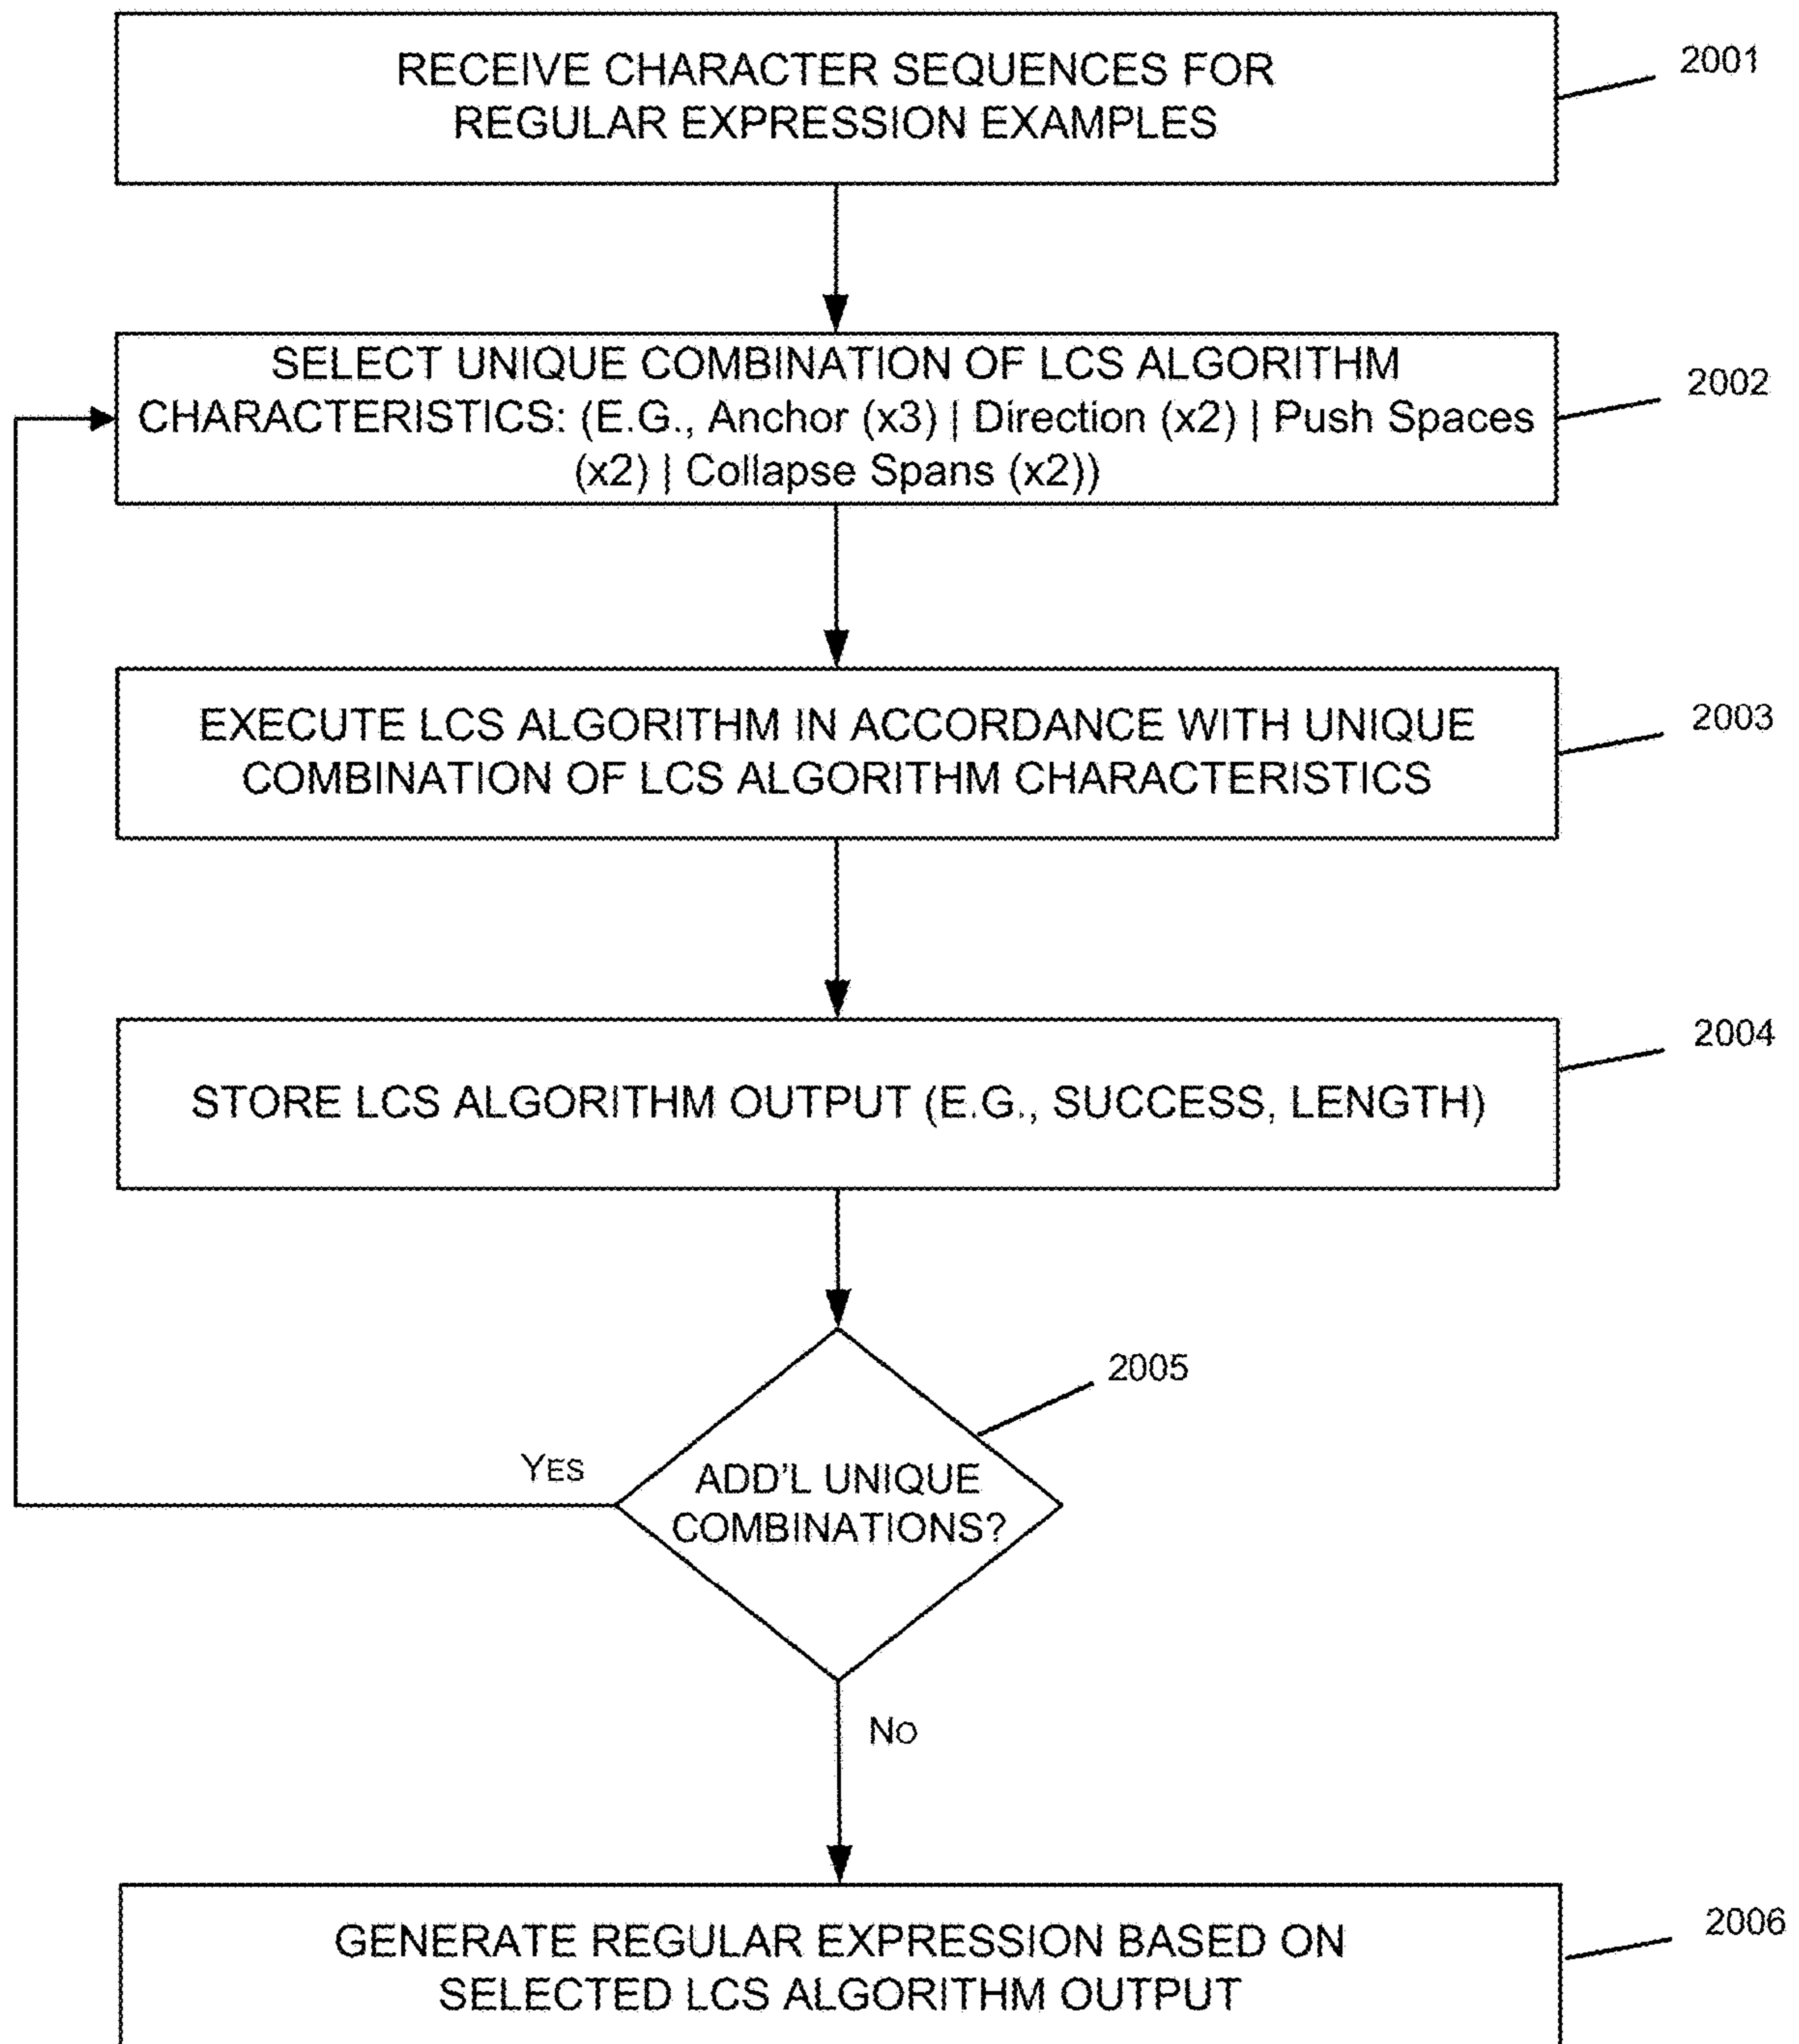 RECEIVE CHARACTER SEQUENCES FOR
REGULAR EXPRESSION EXAMPLES
2001
SELECT UNIQUE COMBINATION OF LCS ALGORITHM
CHARACTERISTICS: (E.G., Anchor (x3) | Direction (x2) | Push Spaces
(x2) | Collapse Spans (x2))
2002
EXECUTE LCS ALGORITHM IN ACCORDANCE WITH UNIQUE
COMBINATION OF LCS ALGORITHM CHARACTERISTICS
2003
STORE LCS ALGORITHM OUTPUT (E.G., SUCCESS, LENGTH)
2004
ADD'L UNIQUE
COMBINATIONS?
2005
YES
NO
GENERATE REGULAR EXPRESSION BASED ON
SELECTED LCS ALGORITHM OUTPUT
2006